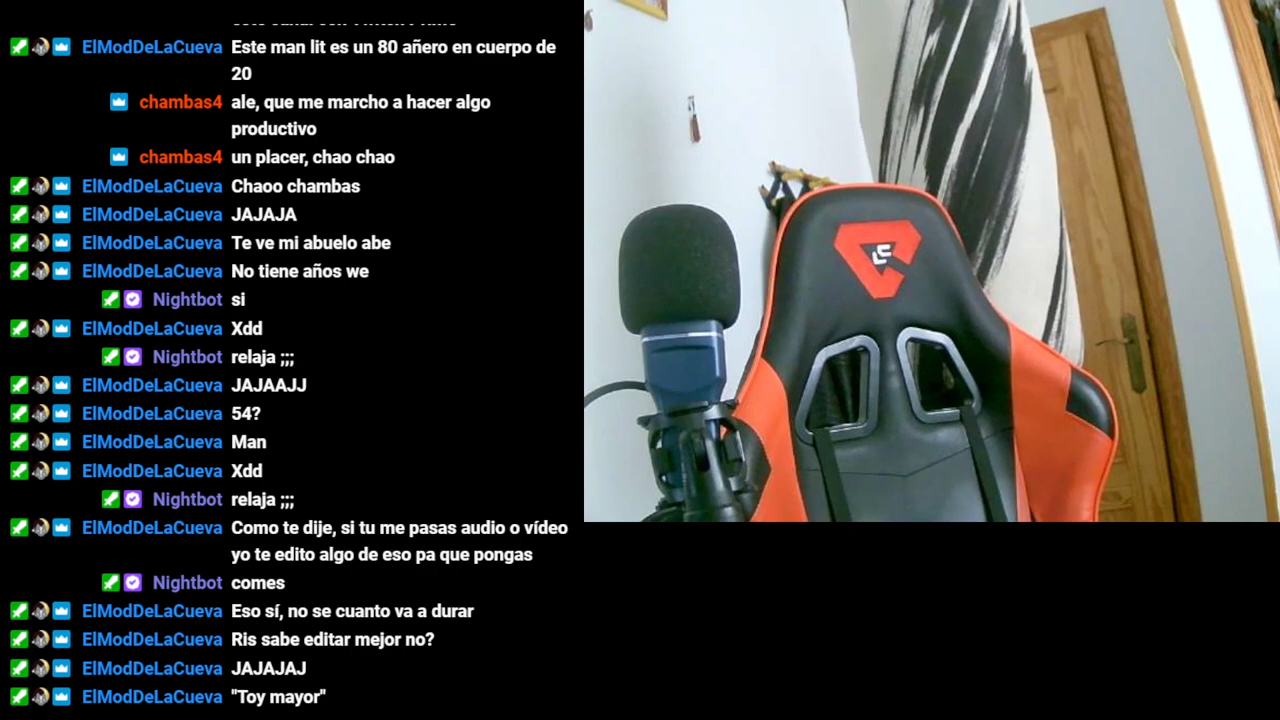 ElModDeLaCueva Este man lit es un 80 añero en cuerpo de
20
chambas4 ale, que me marcho a hacer algo
productivo
chambas4 un placer, chao chao
ElModDeLaCueva Chaoo chambas
ElModDeLaCueva JAJAJA
ElModDeLaCueva Te ve mi abuelo abe
ElModDeLaCueva No tiene años we
Nightbot si
ElModDeLaCueva Xdd
Nightbot relaja ;;;
ElModDeLaCueva JAJAAJJ
ElModDeLaCueva 54?
ElModDeLaCueva Man
ElModDeLaCueva Xdd
Nightbot relaja ;;;
ElModDeLaCueva Como te dije, si tu me pasas audio o vídeo
yo te edito algo de eso pa que pongas
Nightbot comes
ElModDeLaCueva Eso sí, no se cuanto va a durar
ElModDeLaCueva Ris sabe editar mejor no?
ElModDeLaCueva JAJAJAJ
ElModDeLaCueva "Toy mayor"